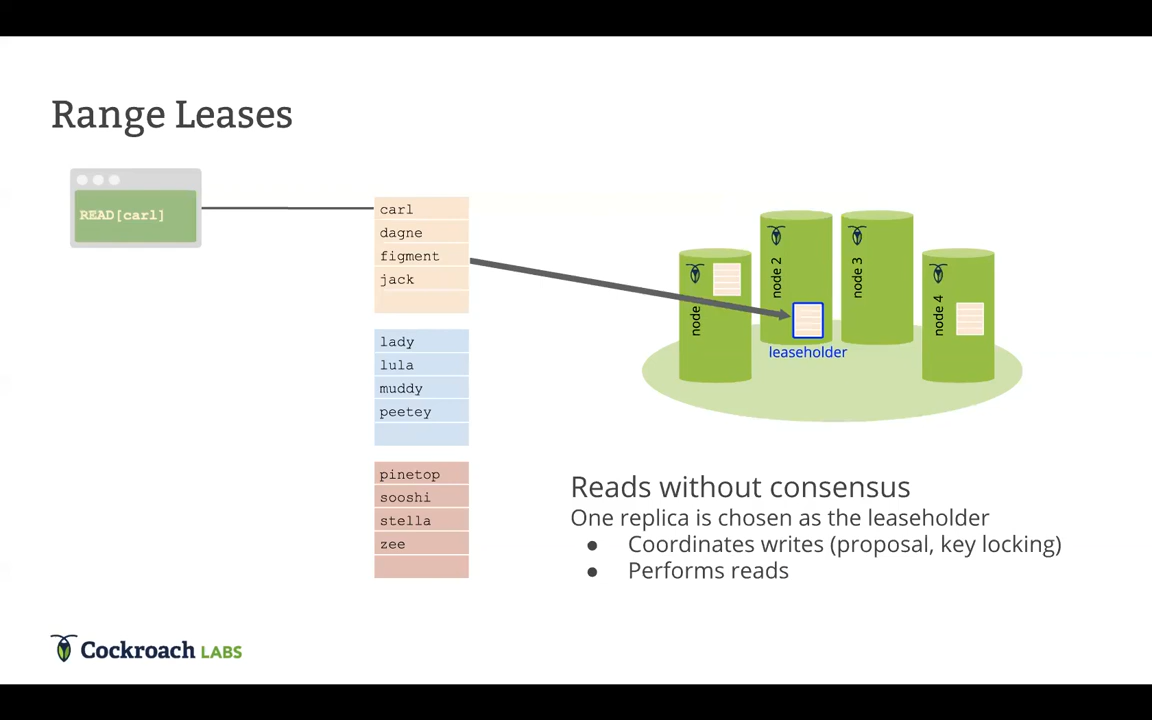 Range Leases
READ[carl]
carl
dagne
figment
jack
lady
lula
muddy
peetey
pinetop
sooshi
stella
zee
node
node 2
node 3
node 4
leaseholder
Reads without consensus
One replica is chosen as the leaseholder
● Coordinates writes (proposal, key locking)
● Performs reads
Cockroach LABS